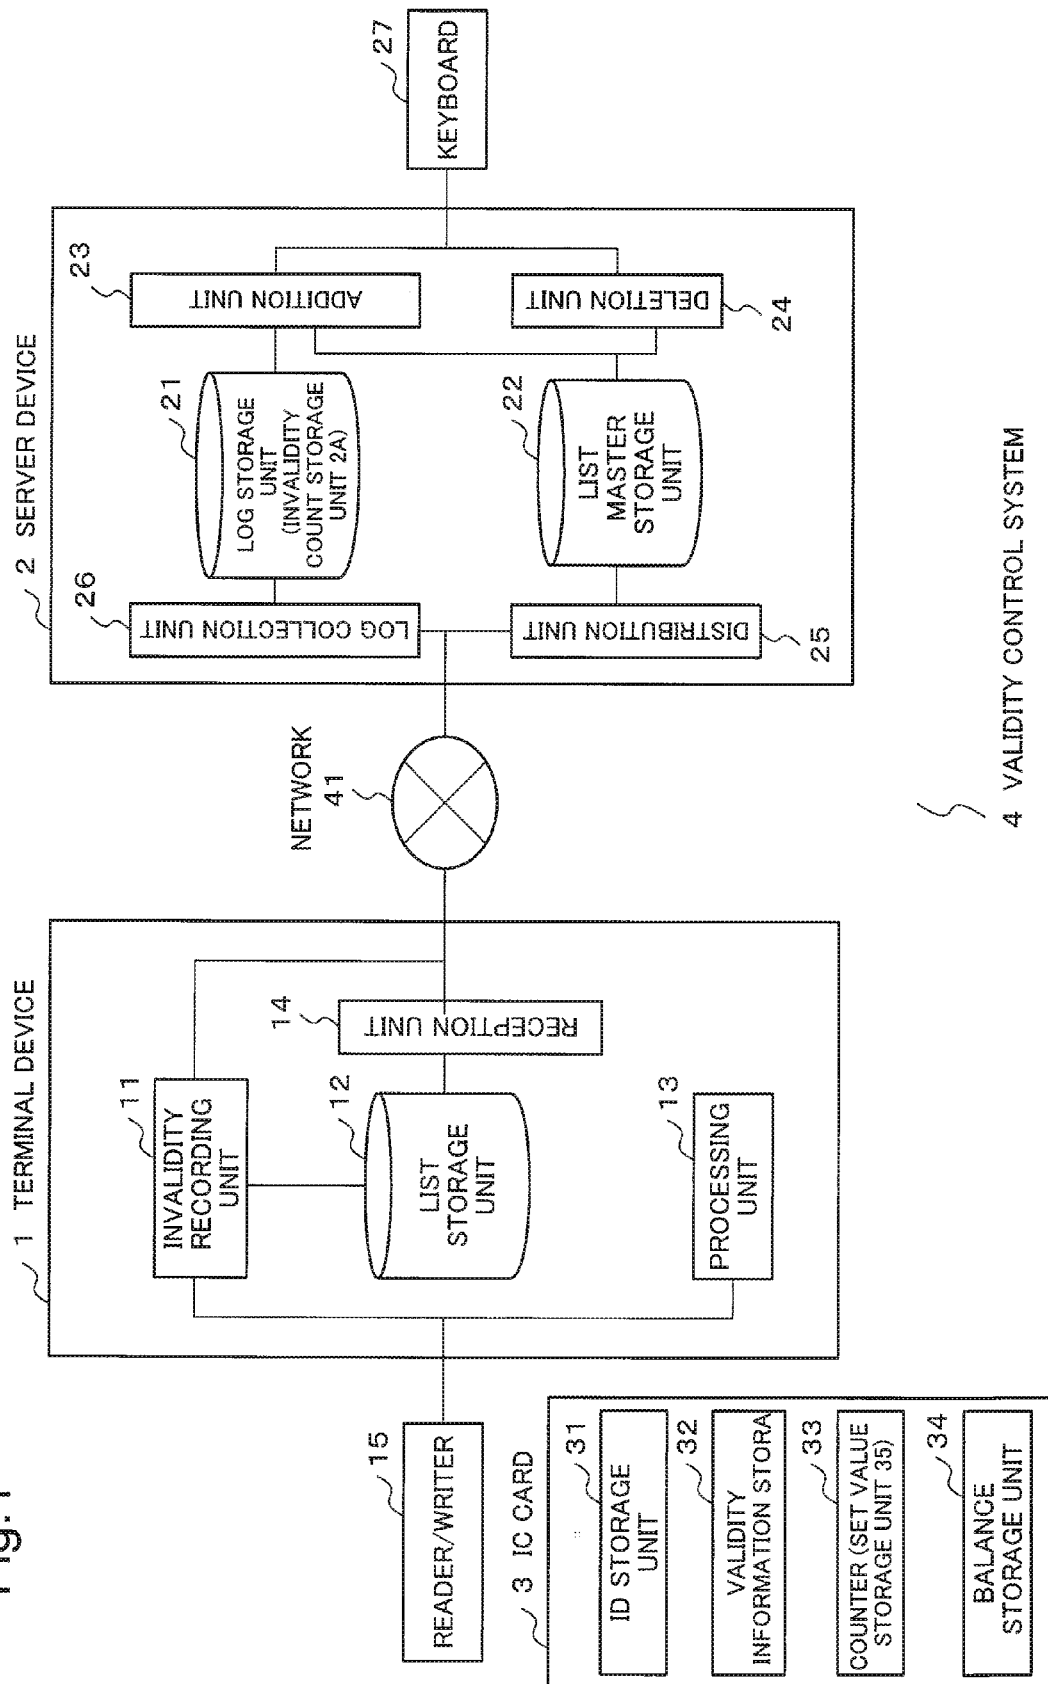 Fig.1
1 TERMINAL DEVICE
2 SERVER DEVICE
11
INVALIDITY
RECORDING
UNIT
12
LIST
STORAGE
UNIT
13
PROCESSING
UNIT
14
RECEPTION UNIT
15
READER/WRITER
NETWORK
41
26
LOG COLLECTION UNIT
21
LOG STORAGE
UNIT
(INVALIDITY
COUNT STORAGE
UNIT 2A)
23
ADDITION UNIT
25
DISTRIBUTION UNIT
22
LIST
MASTER
STORAGE
UNIT
24
DELETION UNIT
27
KEYBOARD
3 IC CARD
31
ID STORAGE
UNIT
32
VALIDITY
INFORMATION STORA
33
COUNTER (SET VALUE
STORAGE UNIT 35)
34
BALANCE
STORAGE UNIT
4 VALIDITY CONTROL SYSTEM